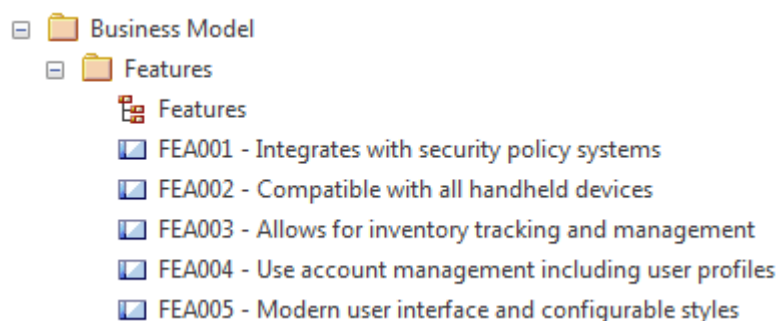 Business Model
Features
Features
FEA001 - Integrates with security policy systems
FEA002 - Compatible with all handheld devices
FEA003 - Allows for inventory tracking and management
FEA004 - Use account management including user profiles
FEA005 - Modern user interface and configurable styles